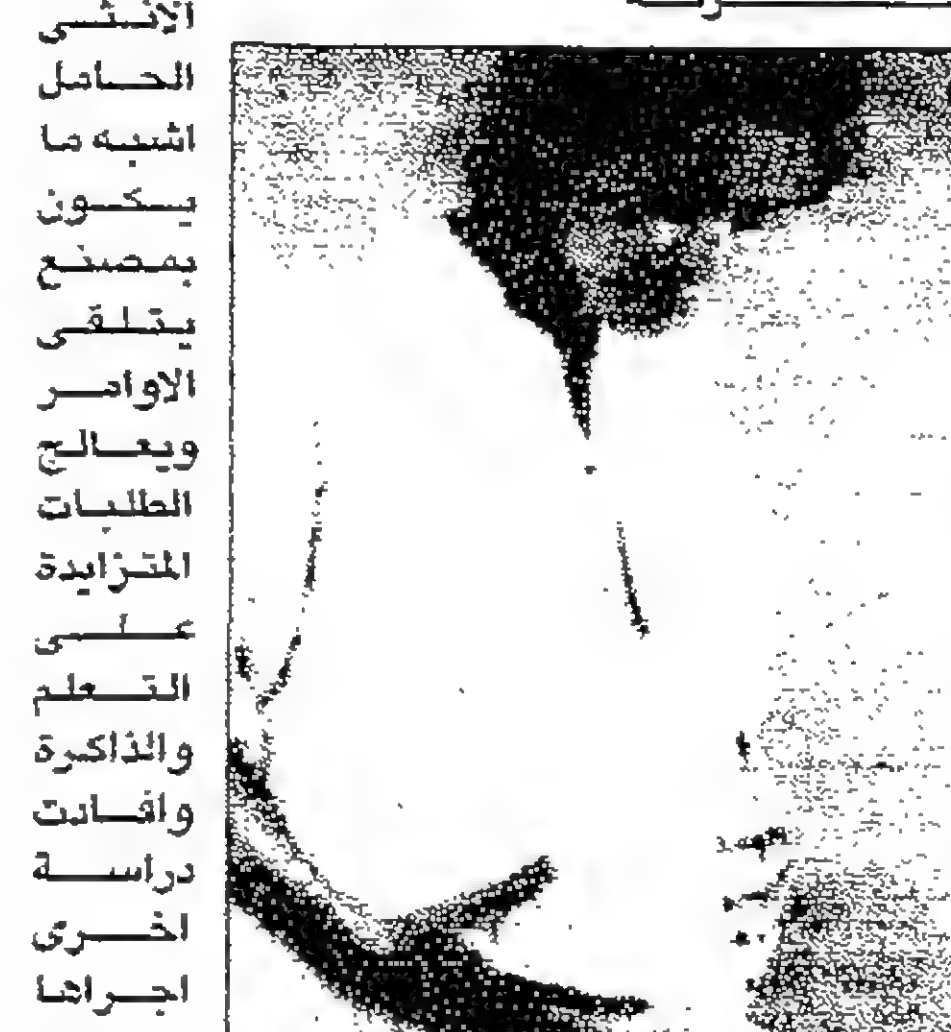 الانثى
الحامل
اشبه ما
يكون
بمصنع
يتلقى
الاوامر
ويعالج
الطلبات
المتزايدة
على
التعلم
والذاكرة
وافادت
دراسة
اخرى
اجراها